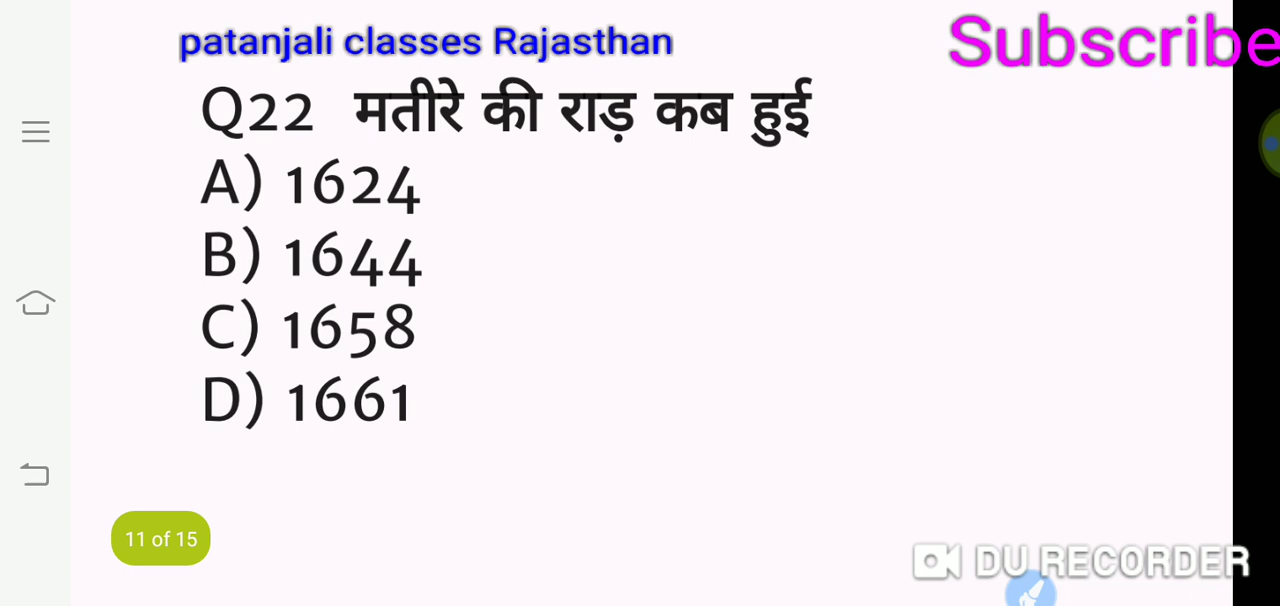 patanjali classes Rajasthan
Subscribe
Q22 मतीरे की राड़ कब हुई
A) 1624
B) 1644
C) 1658
D) 1661
11 of 15
DU RECORDER